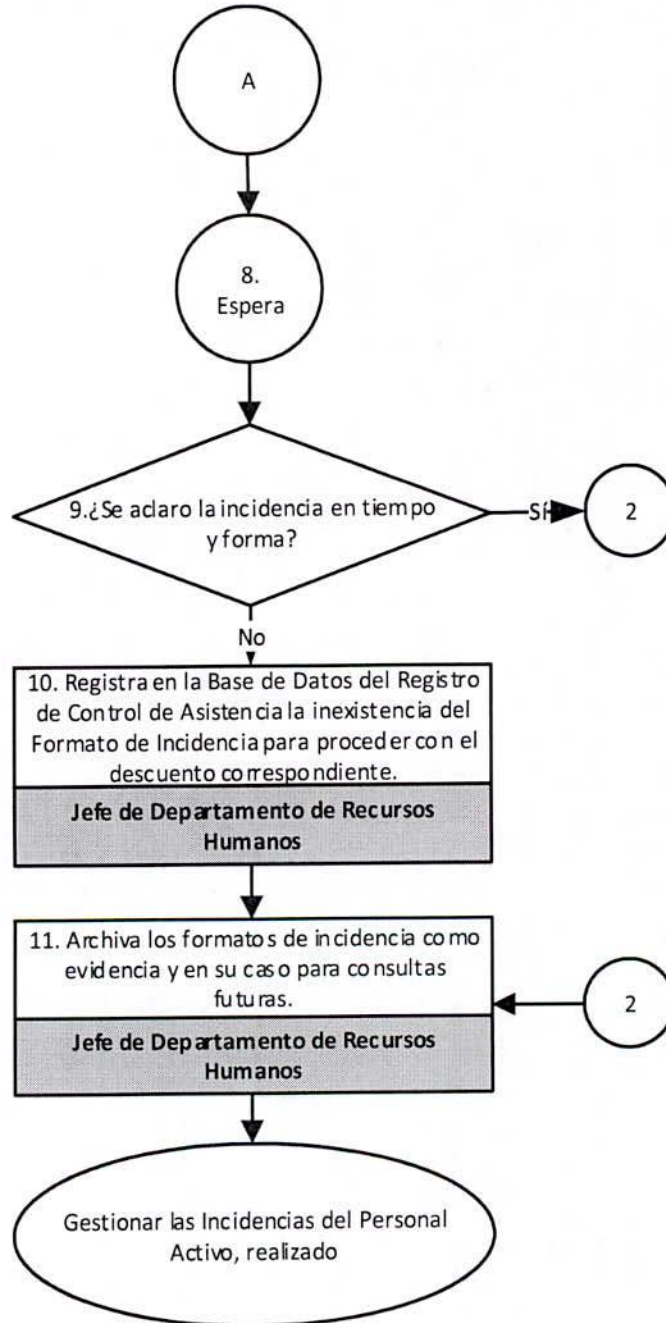 A
8.
Espera
9.¿Se aclaro la incidencia en tiempo
y forma?
Sí
2
No
10. Registra en la Base de Datos del Registro
de Control de Asistencia la inexistencia del
Formato de Incidencia para proceder con el
descuento correspondiente.
Jefe de Departamento de Recursos
Humanos
11. Archiva los formatos de incidencia como
evidencia y en su caso para consultas
futuras.
2
Jefe de Departamento de Recursos
Humanos
Gestionar las Incidencias del Personal
Activo, realizado